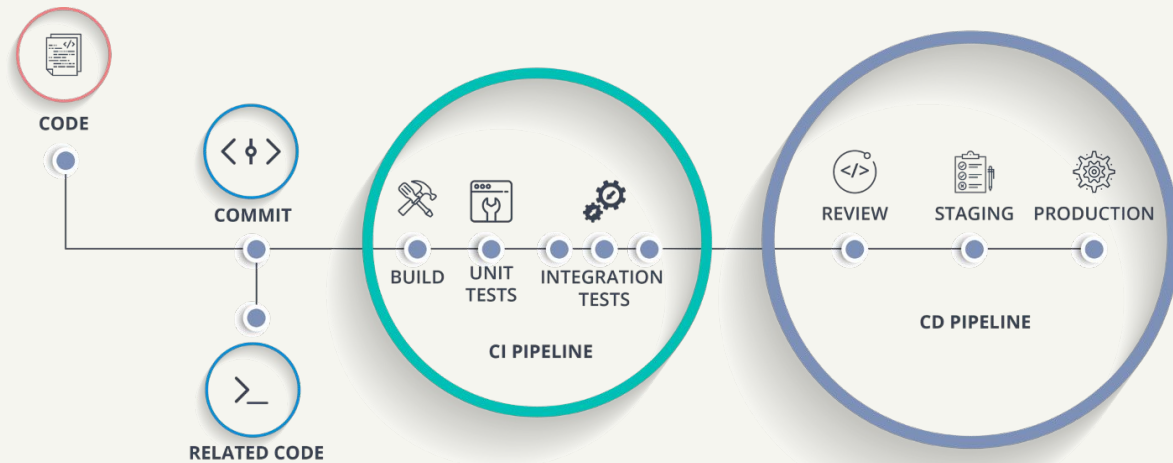 CODE
COMMIT
RELATED CODE
BUILD
UNIT
TESTS
INTEGRATION
TESTS
CI PIPELINE
REVIEW
STAGING
PRODUCTION
CD PIPELINE